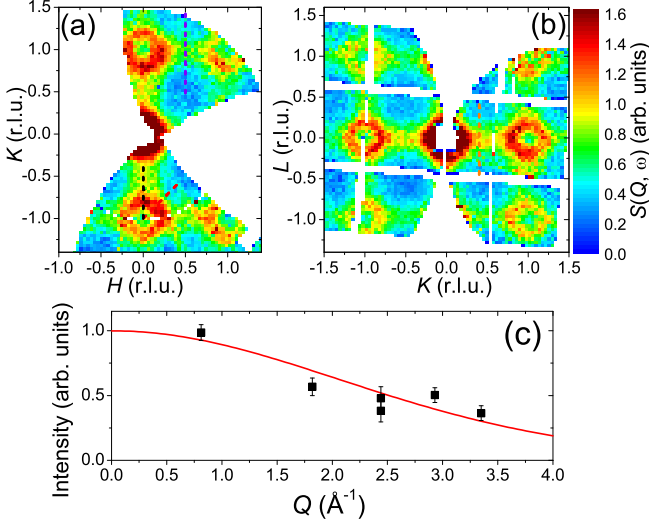 (a)
1.5
1.0
0.5
0.0
-0.5
-1.0
K (r.l.u.)
-1.0 -0.5 0.0 0.5 1.0
H (r.l.u.)
(b)
1.5
1.0
0.5
0.0
-0.5
-1.0
L (r.l.u.)
-1.5 -1.0 -0.5 0.0 0.5 1.0 1.5
K (r.l.u.)
1.6
1.4
1.2
1.0
0.8
0.6
0.4
0.2
0.0
S(Q, ω) (arb. units)
(c)
1.0
0.5
0.0
Intensity (arb. units)
0.0 0.5 1.0 1.5 2.0 2.5 3.0 3.5 4.0
Q (Å⁻¹)